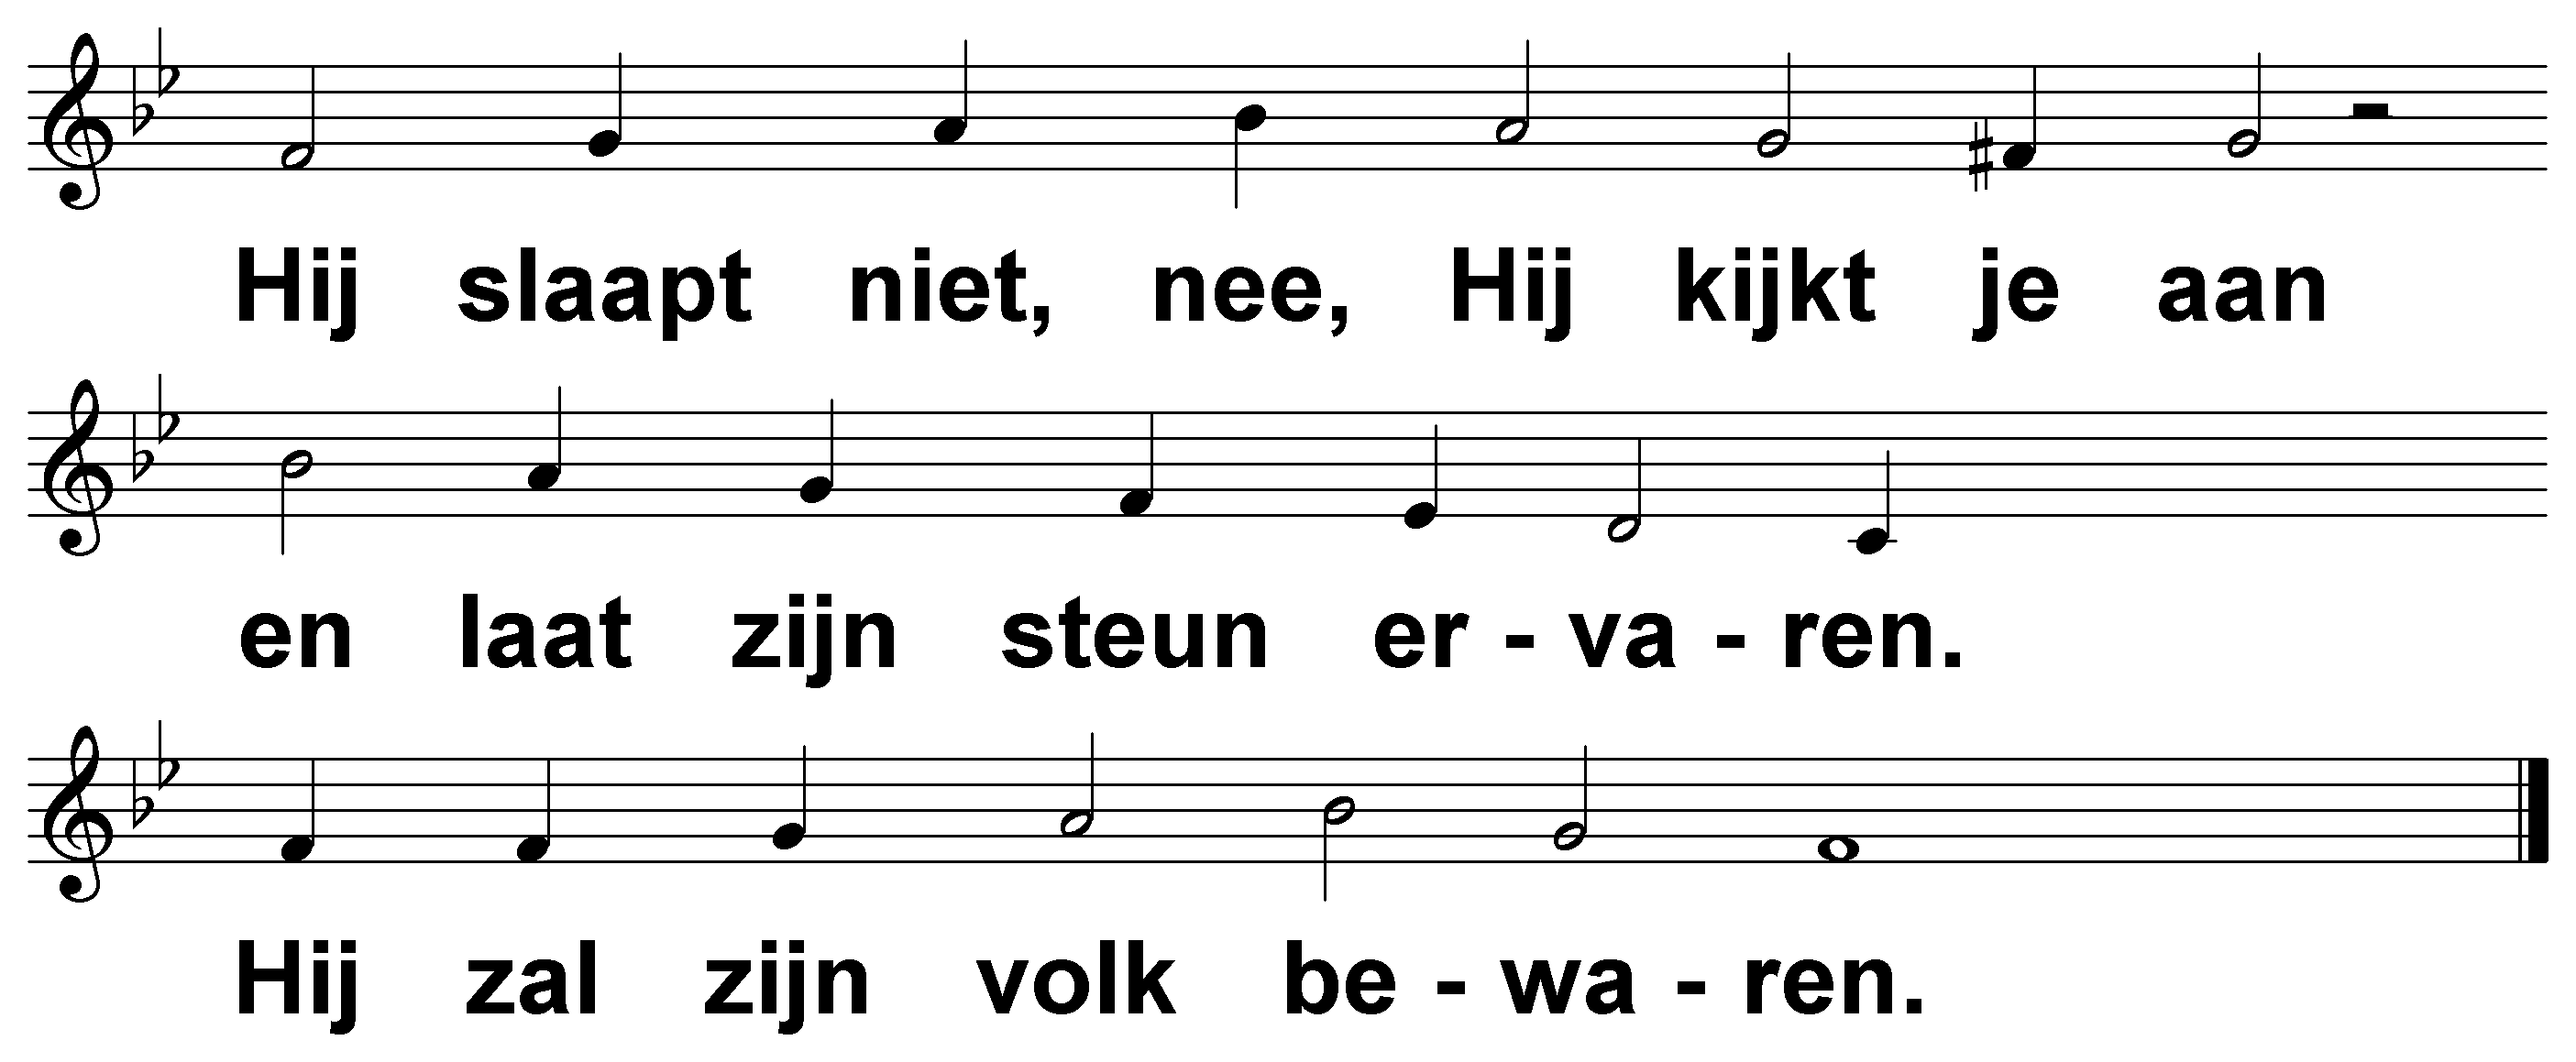 Hij slaapt niet, nee, Hij kijkt je aan
en laat zijn steun er - va - ren.
Hij zal zijn volk be - wa - ren.